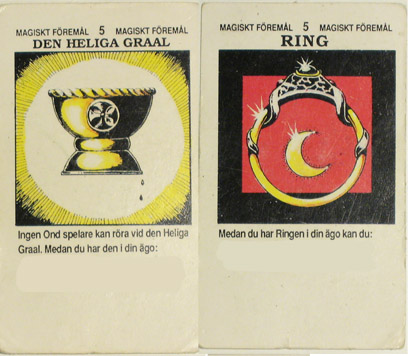 MAGISKT FÖREMÅL 5 MAGISKT FÖREMÅL
DEN HELIGA GRAAL
Ingen Ond spelare kan röra vid den Heliga
Graal. Medan du har den i din ägo:
MAGISKT FÖREMÅL 5 MAGISKT FÖREMÅL
RING
Medan du har Ringen i din ägo kan du: